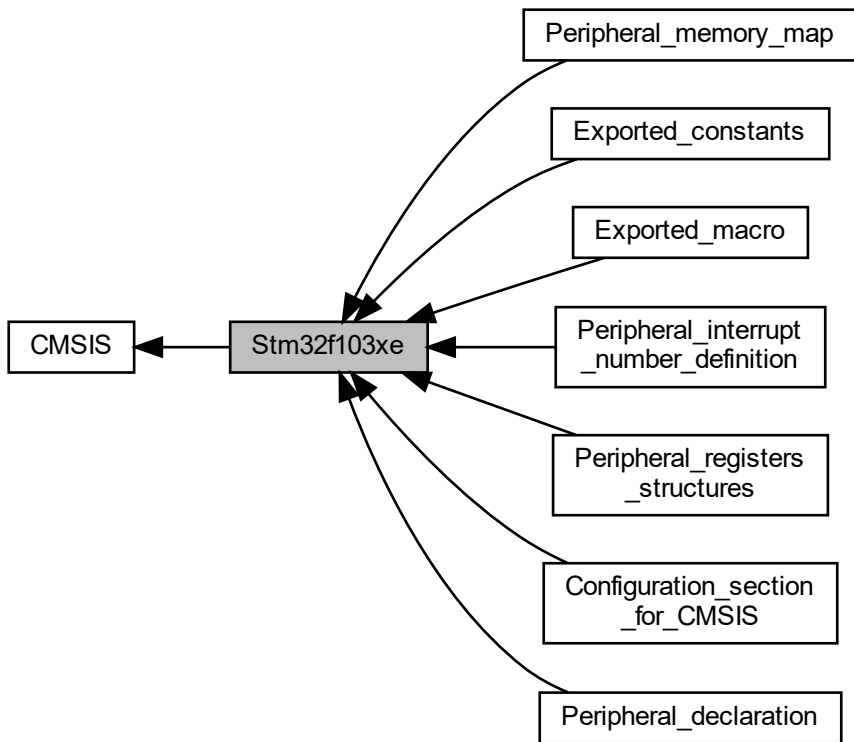 Peripheral_memory_map
Exported_constants
Exported_macro
Peripheral_interrupt
_number_definition
CMSIS
Stm32f103xe
Peripheral_registers
_structures
Configuration_section
_for_CMSIS
Peripheral_declaration